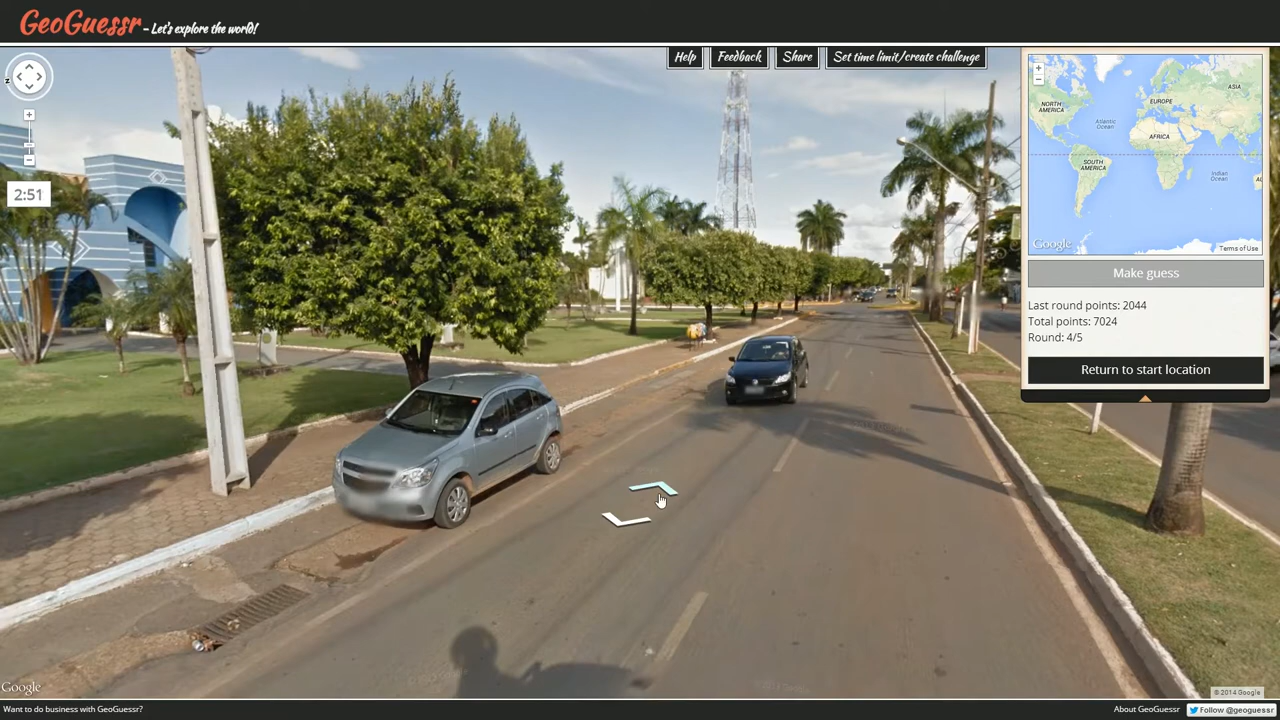 GeoGuessr - Let's explore the world!
Help
Feedback
Share
Set time limit/create challenge
2:51
NORTH AMERICA
EUROPE
ASIA
Atlantic Ocean
AFRICA
SOUTH AMERICA
Indian Ocean
AU
Google
Terms of Use
Make guess
Last round points: 2044
Total points: 7024
Round: 4/5
Return to start location
Google
© 2014 Google
Want to do business with GeoGuessr?
About GeoGuessr
Follow @geoguessr